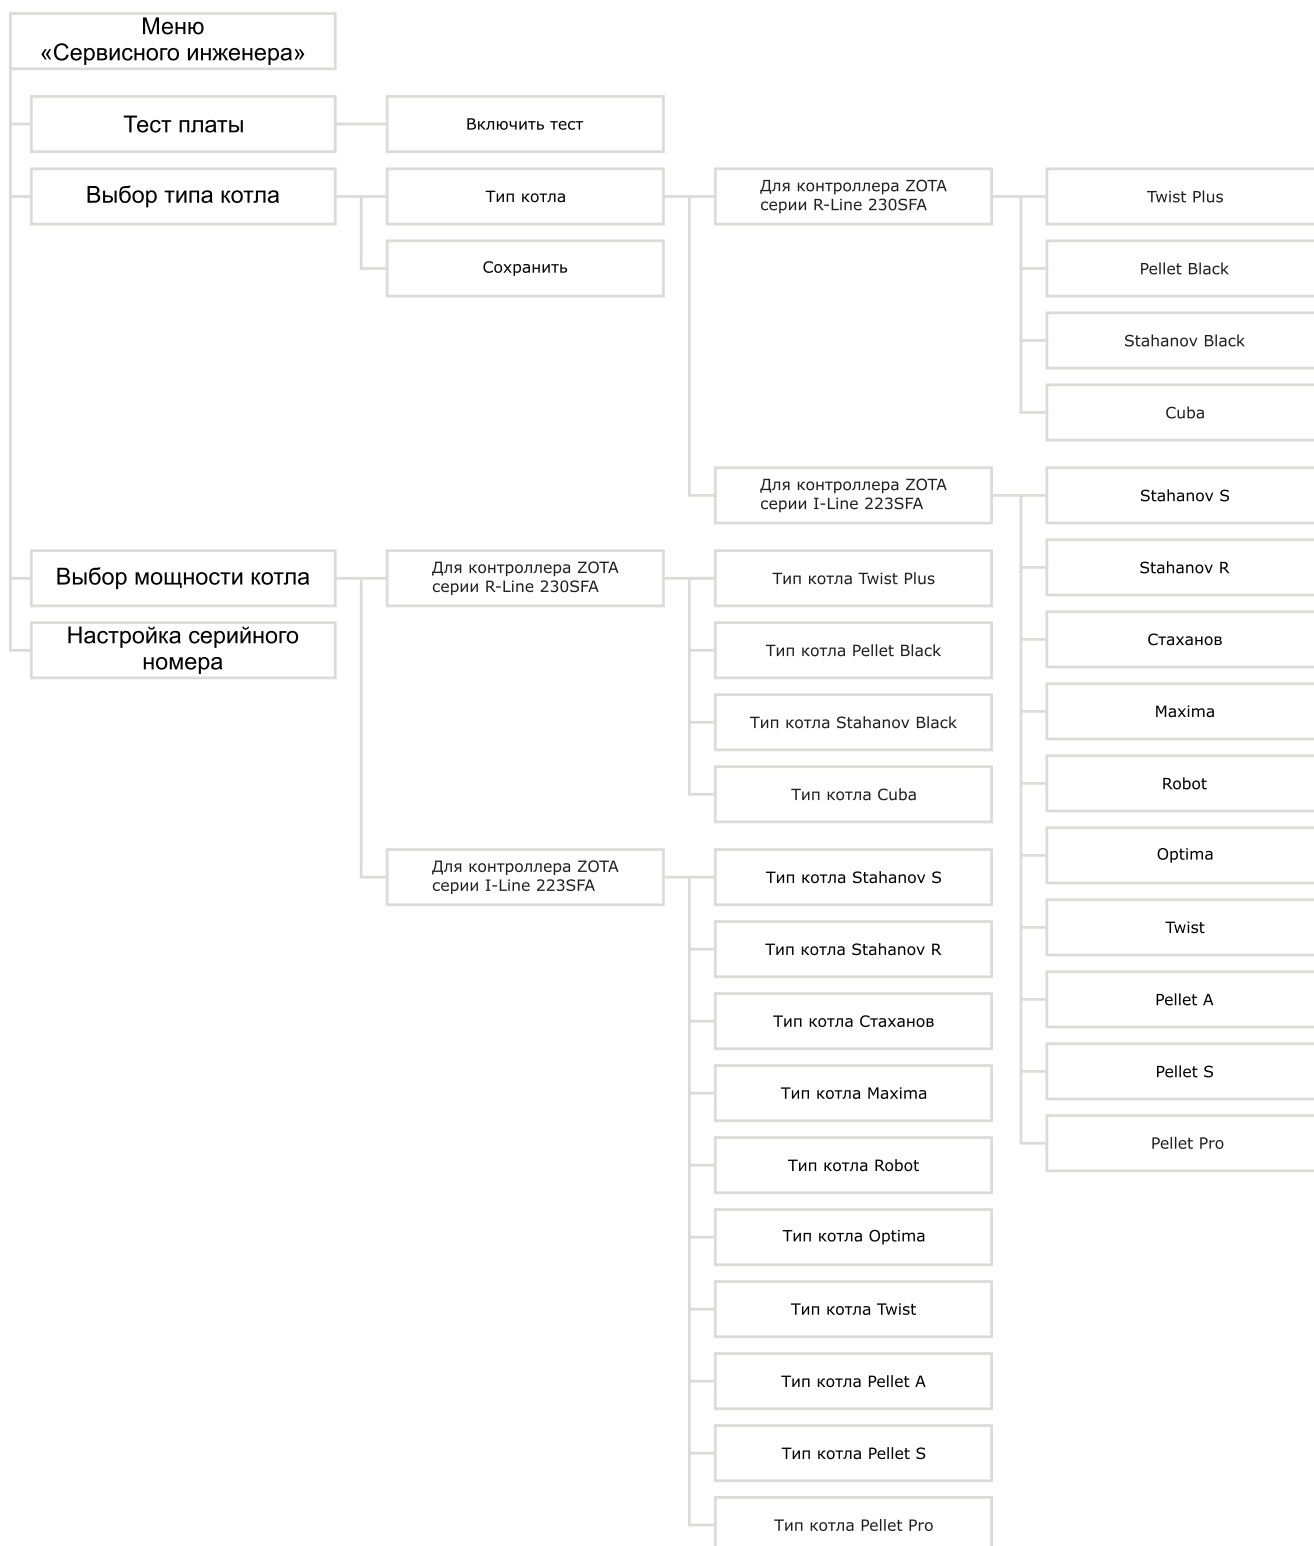 Меню
«Сервисного инженера»
Тест платы
Включить тест
Выбор типа котла
Тип котла
Для контроллера ZOTA
серии R-Line 230SFA
Twist Plus
Сохранить
Pellet Black
Stahanov Black
Cuba
Для контроллера ZOTA
серии I-Line 223SFA
Stahanov S
Stahanov R
Стаханов
Maxima
Robot
Optima
Twist
Pellet A
Pellet S
Pellet Pro
Выбор мощности котла
Для контроллера ZOTA
серии R-Line 230SFA
Тип котла Twist Plus
Тип котла Pellet Black
Тип котла Stahanov Black
Тип котла Cuba
Для контроллера ZOTA
серии I-Line 223SFA
Тип котла Stahanov S
Тип котла Stahanov R
Тип котла Стаханов
Тип котла Maxima
Тип котла Robot
Тип котла Optima
Тип котла Twist
Тип котла Pellet A
Тип котла Pellet S
Тип котла Pellet Pro
Настройка серийного
номера